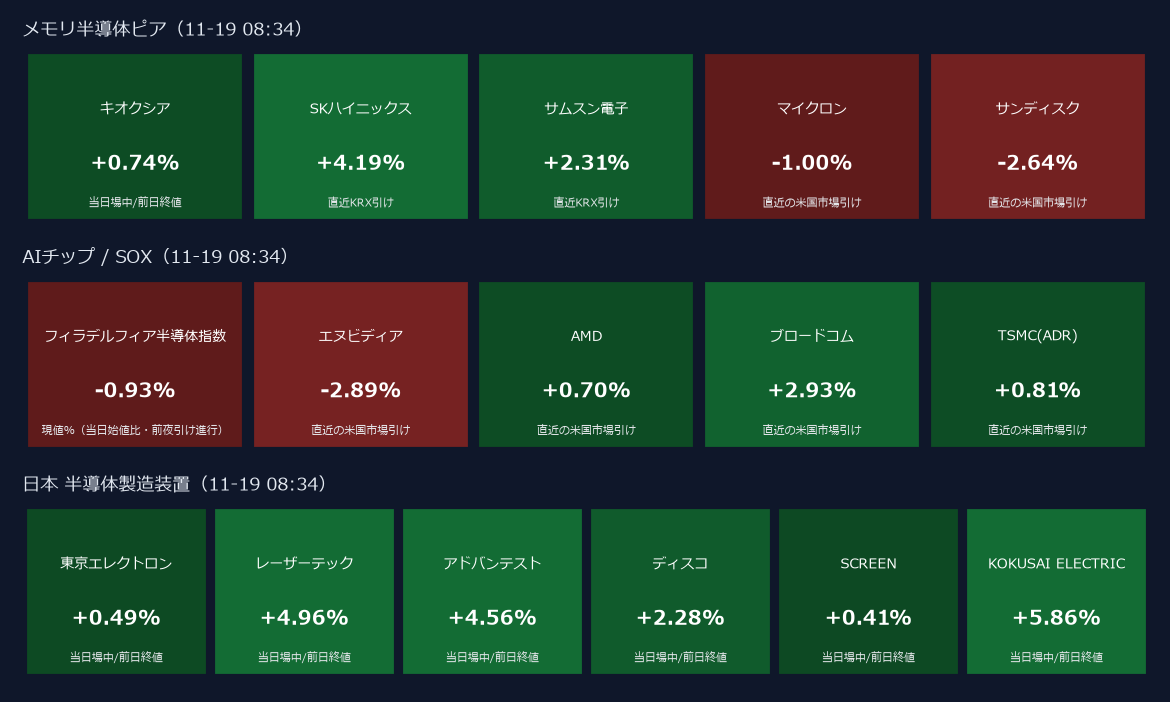 メモリ半導体ピア（11-19 08:34）
キオクシア
+0.74%
当日場中/前日終値
SKハイニックス
+4.19%
直近KRX引け
サムスン電子
+2.31%
直近KRX引け
マイクロン
-1.00%
直近の米国市場引け
サンディスク
-2.64%
直近の米国市場引け
AIチップ / SOX（11-19 08:34）
フィラデルフィア半導体指数
-0.93%
現値%（当日始値比・前夜引け進行）
エヌビディア
-2.89%
直近の米国市場引け
AMD
+0.70%
直近の米国市場引け
ブロードコム
+2.93%
直近の米国市場引け
TSMC(ADR)
+0.81%
直近の米国市場引け
日本 半導体製造装置（11-19 08:34）
東京エレクトロン
+0.49%
当日場中/前日終値
レーザーテック
+4.96%
当日場中/前日終値
アドバンテスト
+4.56%
当日場中/前日終値
ディスコ
+2.28%
当日場中/前日終値
SCREEN
+0.41%
当日場中/前日終値
KOKUSAI ELECTRIC
+5.86%
当日場中/前日終値